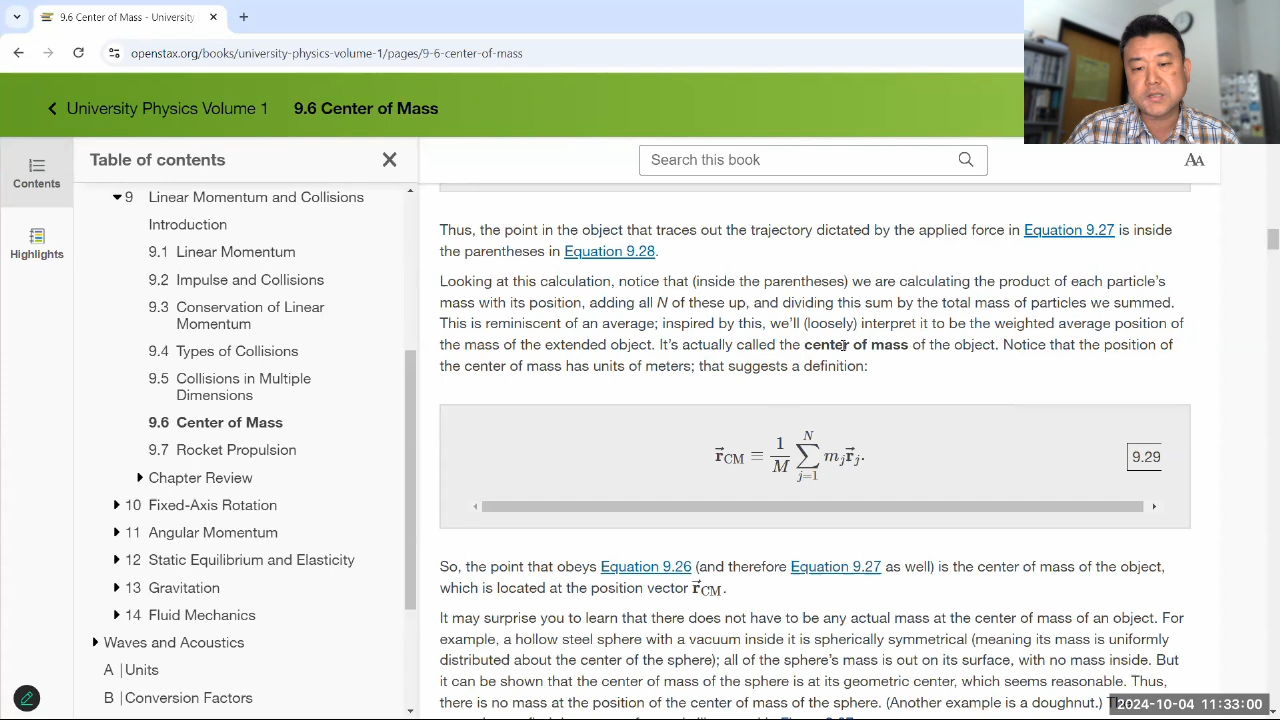 9.6 Center of Mass - University
openstax.org/books/university-physics-volume-1/pages/9-6-center-of-mass
University Physics Volume 1 9.6 Center of Mass
Contents
Highlights
Table of contents
9 Linear Momentum and Collisions
Introduction
9.1 Linear Momentum
9.2 Impulse and Collisions
9.3 Conservation of Linear
Momentum
9.4 Types of Collisions
9.5 Collisions in Multiple
Dimensions
9.6 Center of Mass
9.7 Rocket Propulsion
Chapter Review
10 Fixed-Axis Rotation
11 Angular Momentum
12 Static Equilibrium and Elasticity
13 Gravitation
14 Fluid Mechanics
Waves and Acoustics
A | Units
B | Conversion Factors
Search this book
AA
Thus, the point in the object that traces out the trajectory dictated by the applied force in Equation 9.27 is inside
the parentheses in Equation 9.28.
Looking at this calculation, notice that (inside the parentheses) we are calculating the product of each particle's
mass with its position, adding all N of these up, and dividing this sum by the total mass of particles we summed.
This is reminiscent of an average; inspired by this, we'll (loosely) interpret it to be the weighted average position of
the mass of the extended object. It's actually called the center of mass of the object. Notice that the position of
the center of mass has units of meters; that suggests a definition:
r⃗CM ≡ 1/M ∑_{j=1}^{N} m_j r⃗_j.
9.29
So, the point that obeys Equation 9.26 (and therefore Equation 9.27 as well) is the center of mass of the object,
which is located at the position vector r⃗CM.
It may surprise you to learn that there does not have to be any actual mass at the center of mass of an object. For
example, a hollow steel sphere with a vacuum inside it is spherically symmetrical (meaning its mass is uniformly
distributed about the center of the sphere); all of the sphere's mass is out on its surface, with no mass inside. But
it can be shown that the center of mass of the sphere is at its geometric center, which seems reasonable. Thus,
there is no mass at the position of the center of mass of the sphere. (Another example is a doughnut.)
2024-10-04 11:33:00